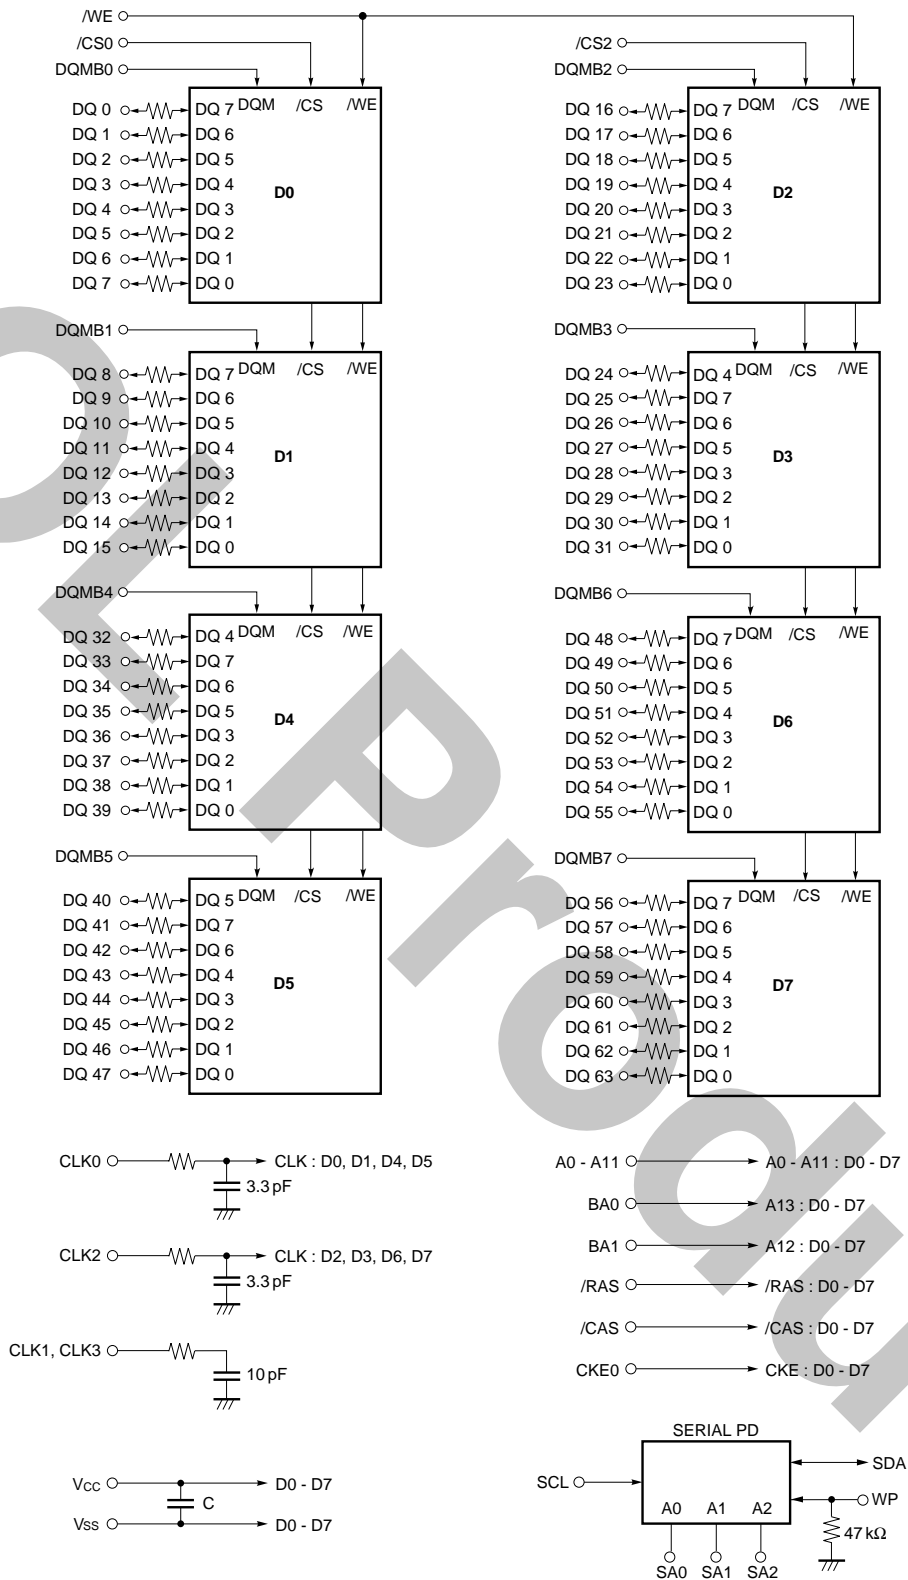 /WE
/CS0
/CS2
DQMB0
DQMB2
DQM /CS /WE
DQ 0 DQ 7
DQ 1 DQ 6
DQ 2 DQ 5
DQ 3 DQ 4
DQ 4 DQ 3
DQ 5 DQ 2
DQ 6 DQ 1
DQ 7 DQ 0
D0
DQM /CS /WE
DQ 16 DQ 7
DQ 17 DQ 6
DQ 18 DQ 5
DQ 19 DQ 4
DQ 20 DQ 3
DQ 21 DQ 2
DQ 22 DQ 1
DQ 23 DQ 0
D2
DQMB1
DQM /CS /WE
DQ 8 DQ 7
DQ 9 DQ 6
DQ 10 DQ 5
DQ 11 DQ 4
DQ 12 DQ 3
DQ 13 DQ 2
DQ 14 DQ 1
DQ 15 DQ 0
D1
DQMB3
DQM /CS /WE
DQ 24 DQ 4
DQ 25 DQ 7
DQ 26 DQ 6
DQ 27 DQ 5
DQ 28 DQ 3
DQ 29 DQ 2
DQ 30 DQ 1
DQ 31 DQ 0
D3
DQMB4
DQM /CS /WE
DQ 32 DQ 4
DQ 33 DQ 7
DQ 34 DQ 6
DQ 35 DQ 5
DQ 36 DQ 3
DQ 37 DQ 2
DQ 38 DQ 1
DQ 39 DQ 0
D4
DQMB6
DQM /CS /WE
DQ 48 DQ 7
DQ 49 DQ 6
DQ 50 DQ 5
DQ 51 DQ 4
DQ 52 DQ 3
DQ 53 DQ 2
DQ 54 DQ 1
DQ 55 DQ 0
D6
DQMB5
DQM /CS /WE
DQ 40 DQ 5
DQ 41 DQ 7
DQ 42 DQ 6
DQ 43 DQ 4
DQ 44 DQ 3
DQ 45 DQ 2
DQ 46 DQ 1
DQ 47 DQ 0
D5
DQMB7
DQM /CS /WE
DQ 56 DQ 7
DQ 57 DQ 6
DQ 58 DQ 5
DQ 59 DQ 4
DQ 60 DQ 3
DQ 61 DQ 2
DQ 62 DQ 1
DQ 63 DQ 0
D7
CLK0 CLK : D0, D1, D4, D5
3.3 pF
CLK2 CLK : D2, D3, D6, D7
3.3 pF
CLK1, CLK3
10 pF
VCC D0 - D7
C
VSS D0 - D7
A0 - A11 A0 - A11 : D0 - D7
BA0 A13 : D0 - D7
BA1 A12 : D0 - D7
/RAS /RAS : D0 - D7
/CAS /CAS : D0 - D7
CKE0 CKE : D0 - D7
SERIAL PD
SCL
SDA
WP
A0 A1 A2
47 kΩ
SA0 SA1 SA2